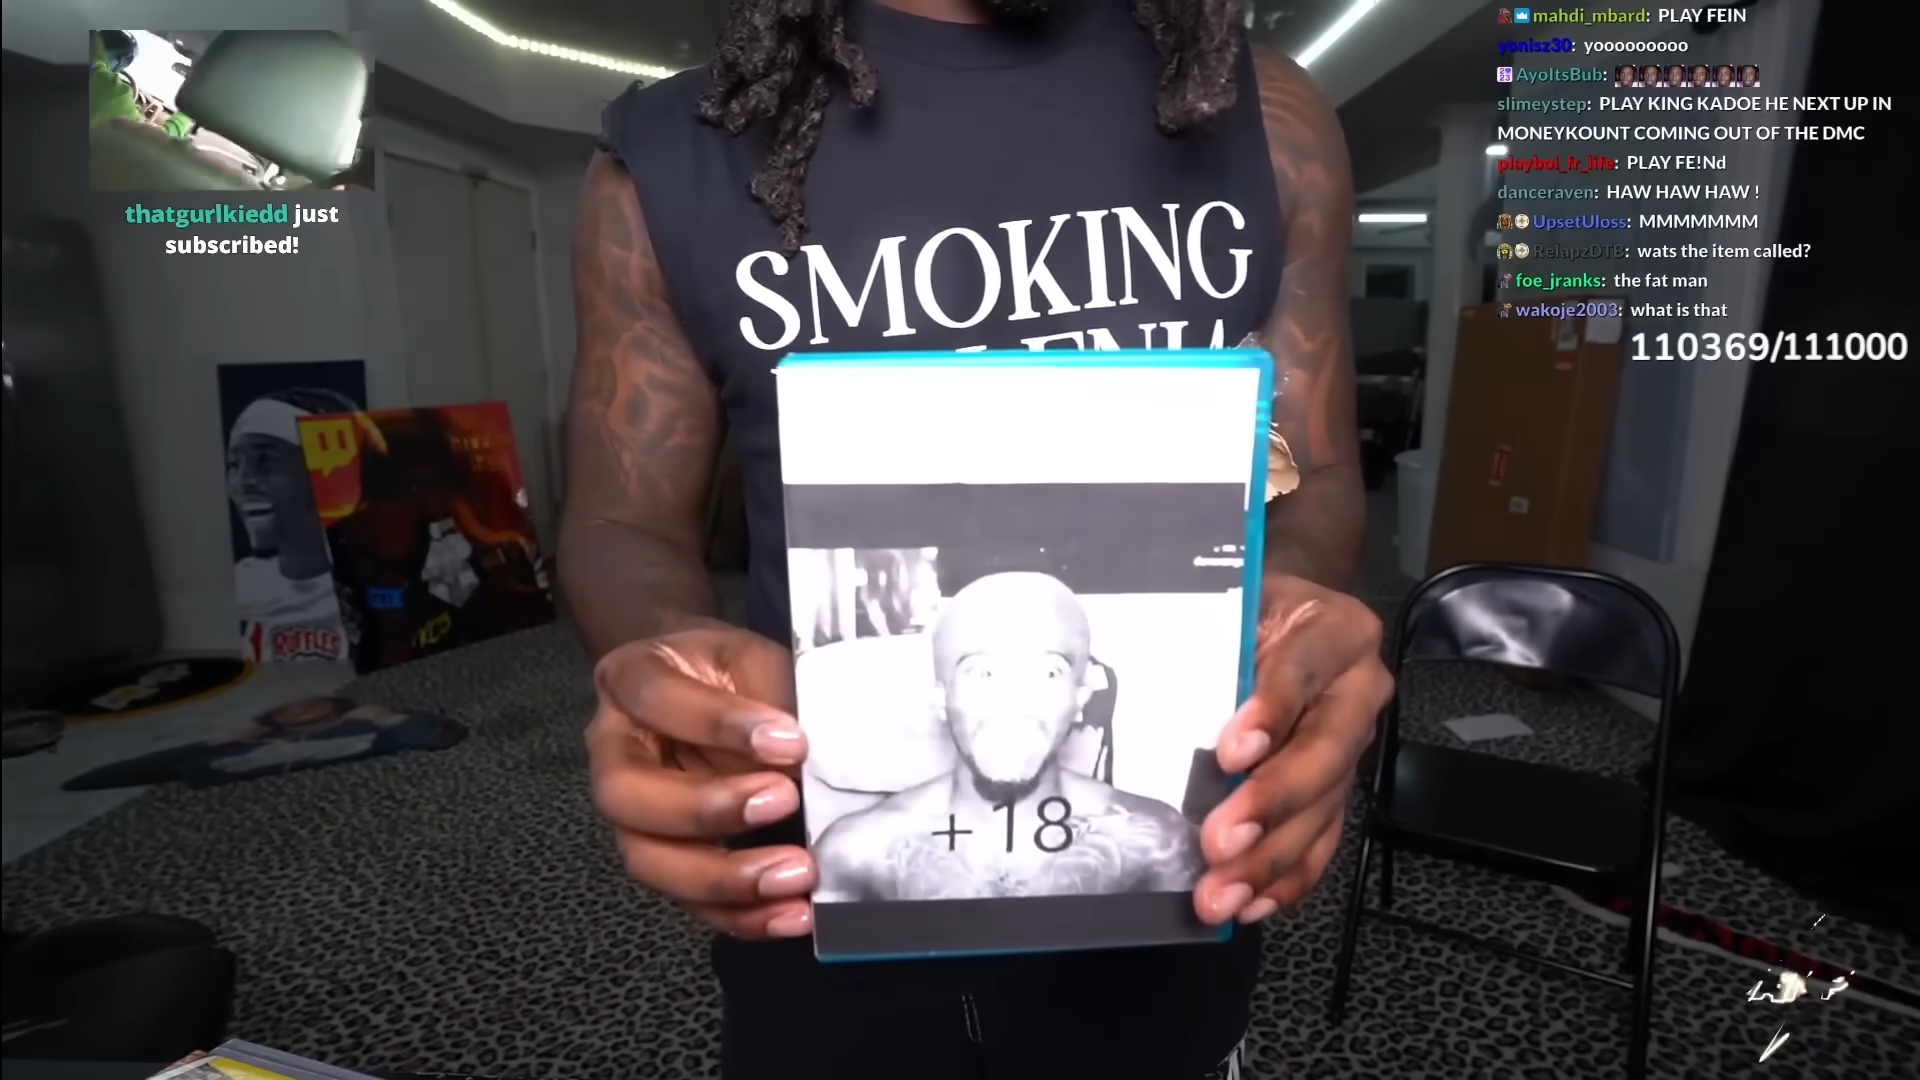 thatgurlkiedd just
subscribed!
mahdi_mbard: PLAY FEIN
yonisz30: yooooooooo
AyoItsBub:
slimeystep: PLAY KING KADOE HE NEXT UP IN
MONEYKOUNT COMING OUT OF THE DMC
playboi_fr_life: PLAY FE!Nd
danceraven: HAW HAW HAW !
UpsetUloss: MMMMMMM
RelapzDTB: wats the item called?
foe_jranks: the fat man
wakoje2003: what is that
110369/111000
SMOKING
RUFFLES
+18